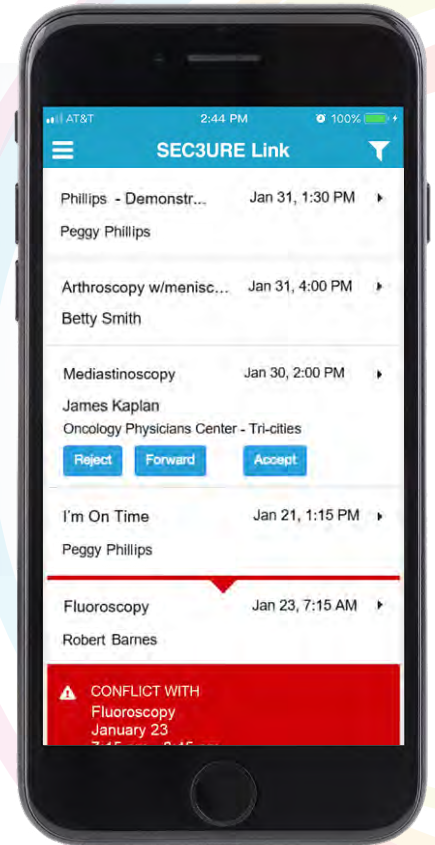 AT&T 2:44 PM 100%
SEC3URE Link
Phillips - Demonstr... Jan 31, 1:30 PM
Peggy Phillips
Arthroscopy w/menisc... Jan 31, 4:00 PM
Betty Smith
Mediastinoscopy Jan 30, 2:00 PM
James Kaplan
Oncology Physicians Center - Tri-cities
Reject Forward Accept
I'm On Time Jan 21, 1:15 PM
Peggy Phillips
Fluoroscopy Jan 23, 7:15 AM
Robert Barnes
CONFLICT WITH
Fluoroscopy
January 23